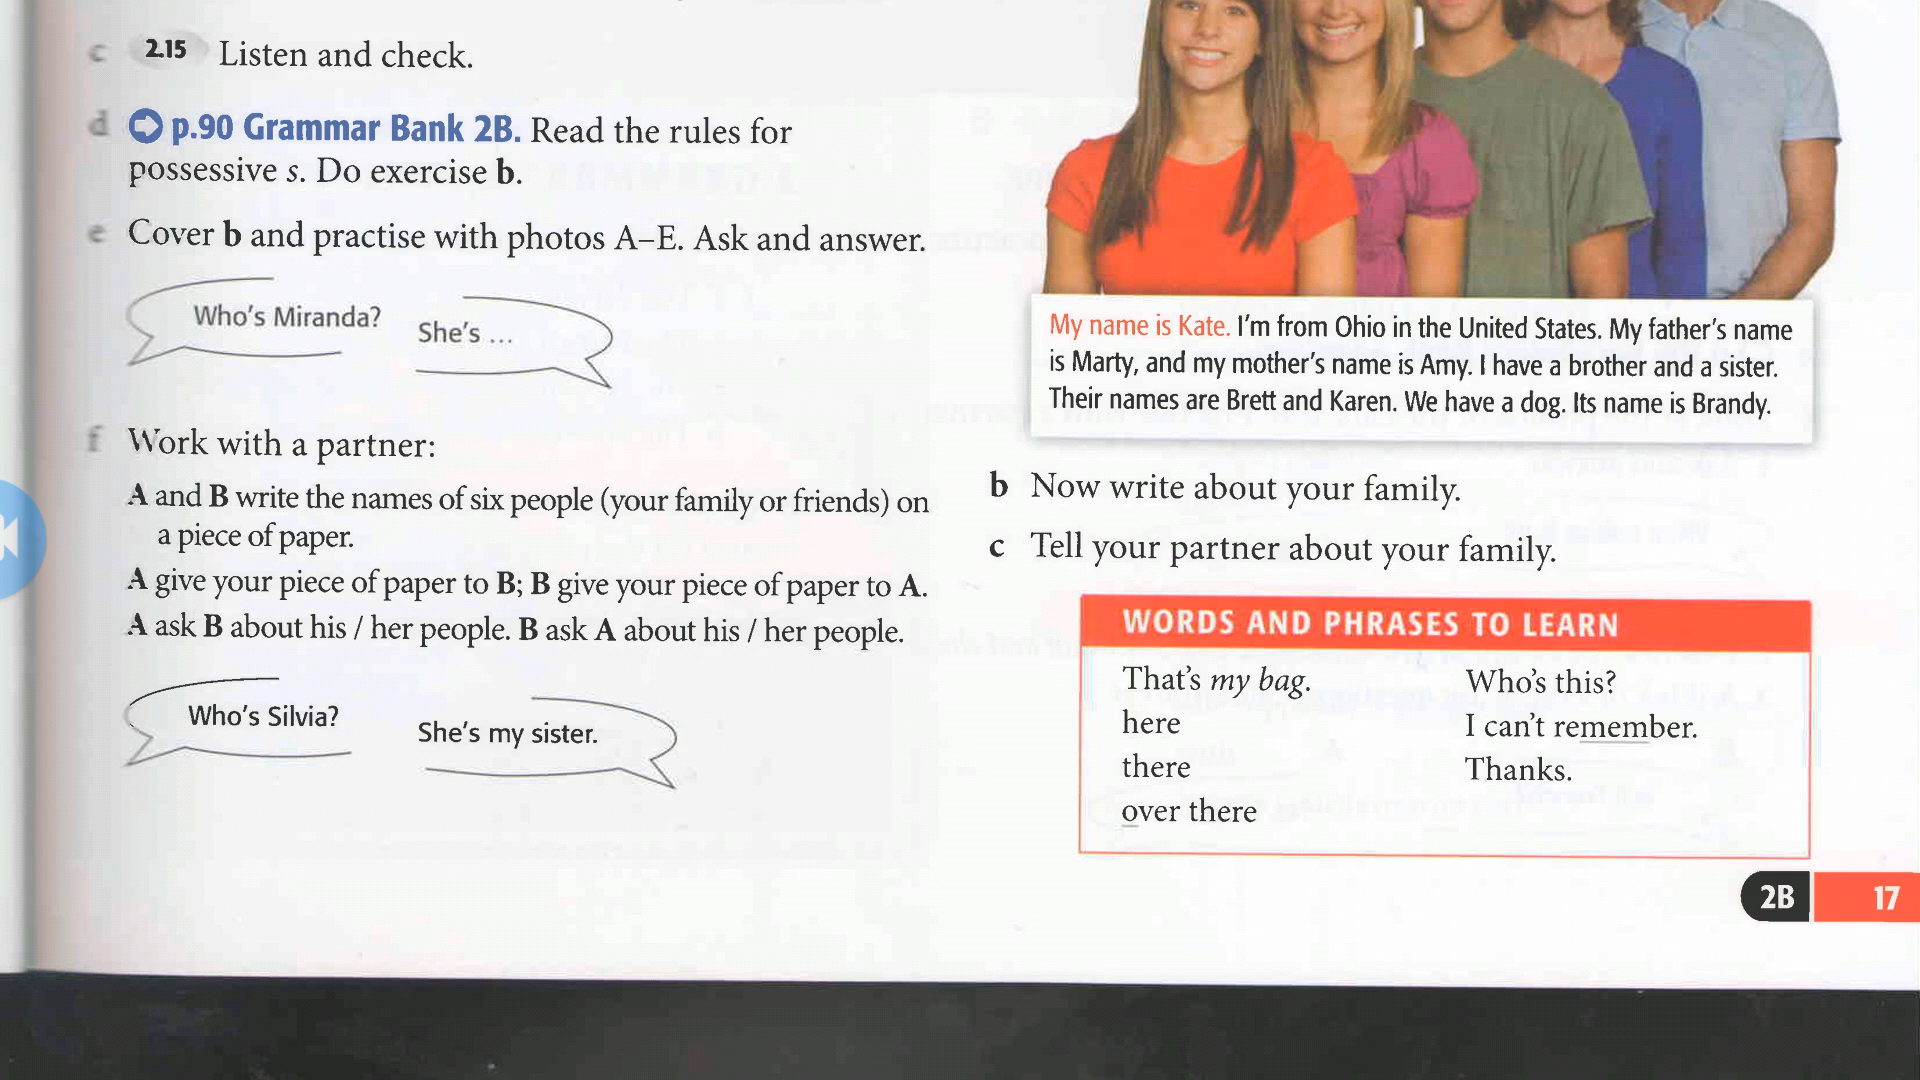 c 2.15 Listen and check.
d p.90 Grammar Bank 2B. Read the rules for
possessive s. Do exercise b.
e Cover b and practise with photos A–E. Ask and answer.
Who's Miranda?
She's ...
f Work with a partner:
A and B write the names of six people (your family or friends) on
a piece of paper.
A give your piece of paper to B; B give your piece of paper to A.
A ask B about his / her people. B ask A about his / her people.
Who's Silvia?
She's my sister.
My name is Kate. I'm from Ohio in the United States. My father's name
is Marty, and my mother's name is Amy. I have a brother and a sister.
Their names are Brett and Karen. We have a dog. Its name is Brandy.
b Now write about your family.
c Tell your partner about your family.
WORDS AND PHRASES TO LEARN
That's my bag.
here
there
over there
Who's this?
I can't remember.
Thanks.
2B 17